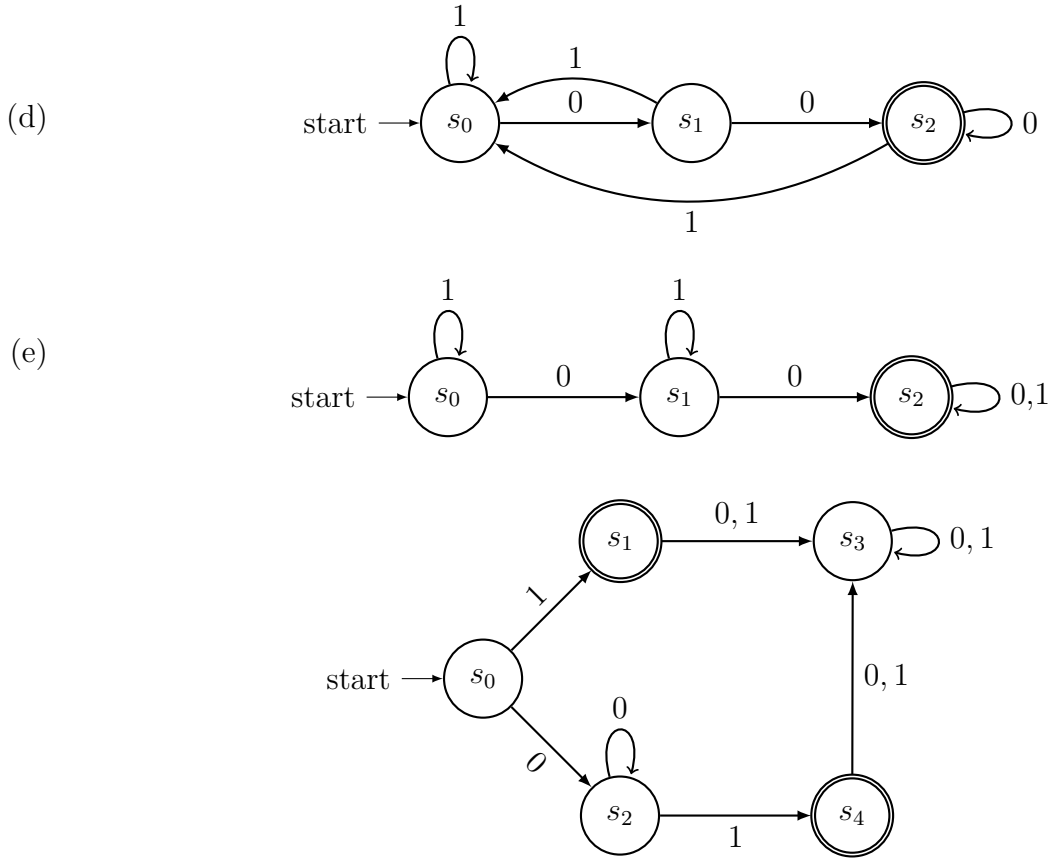 1
1
(d) start s₀ 0 s₁ 0 s₂ 0
1
1 1
(e) start s₀ 0 s₁ 0 s₂ 0,1
s₁ 0, 1 s₃ 0, 1
1
start s₀ 0, 1
0 0
s₂ 1 s₄